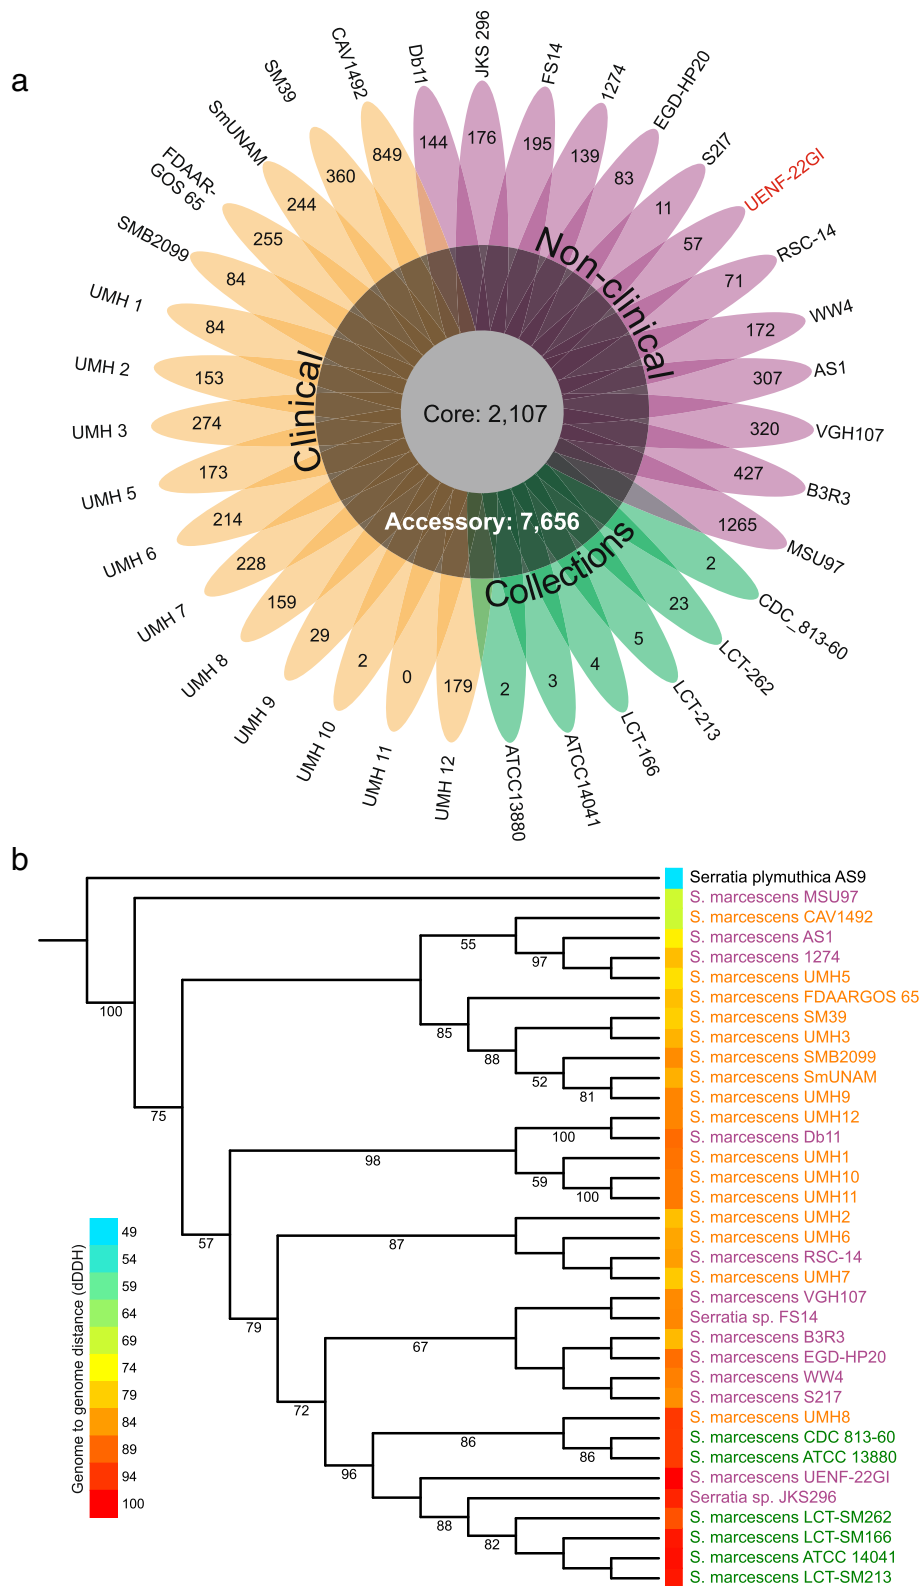 a
CAV1492
Db11
JKS 296
FS14
1274
EGD-HP20
S2I7
UENF-22GI
RSC-14
WW4
AS1
VGH107
B3R3
MSU97
CDC_813-60
LCT-262
LCT-213
LCT-166
ATCC14041
ATCC13880
UMH 12
UMH 11
UMH 10
UMH 9
UMH 8
UMH 7
UMH 6
UMH 5
UMH 3
UMH 2
UMH 1
SMB2099
FDAAR-
GOS 65
SmUNAM
SM39
849
144
176
195
139
83
11
57
71
172
307
320
427
1265
2
23
5
4
3
2
179
0
2
29
159
228
214
173
274
153
84
84
255
244
360
Non-clinical
Clinical
Collections
Core: 2,107
Accessory: 7,656
b
Serratia plymuthica AS9
S. marcescens MSU97
S. marcescens CAV1492
S. marcescens AS1
S. marcescens 1274
S. marcescens UMH5
S. marcescens FDAARGOS 65
S. marcescens SM39
S. marcescens UMH3
S. marcescens SMB2099
S. marcescens SmUNAM
S. marcescens UMH9
S. marcescens UMH12
S. marcescens Db11
S. marcescens UMH1
S. marcescens UMH10
S. marcescens UMH11
S. marcescens UMH2
S. marcescens UMH6
S. marcescens RSC-14
S. marcescens UMH7
S. marcescens VGH107
Serratia sp. FS14
S. marcescens B3R3
S. marcescens EGD-HP20
S. marcescens WW4
S. marcescens S217
S. marcescens UMH8
S. marcescens CDC 813-60
S. marcescens ATCC 13880
S. marcescens UENF-22GI
Serratia sp. JKS296
S. marcescens LCT-SM262
S. marcescens LCT-SM166
S. marcescens ATCC 14041
S. marcescens LCT-SM213
55
97
100
85
88
52
81
75
100
98
59
100
57
87
79
67
72
86
86
96
88
82
Genome to genome distance (dDDH)
49
54
59
64
69
74
79
84
89
94
100